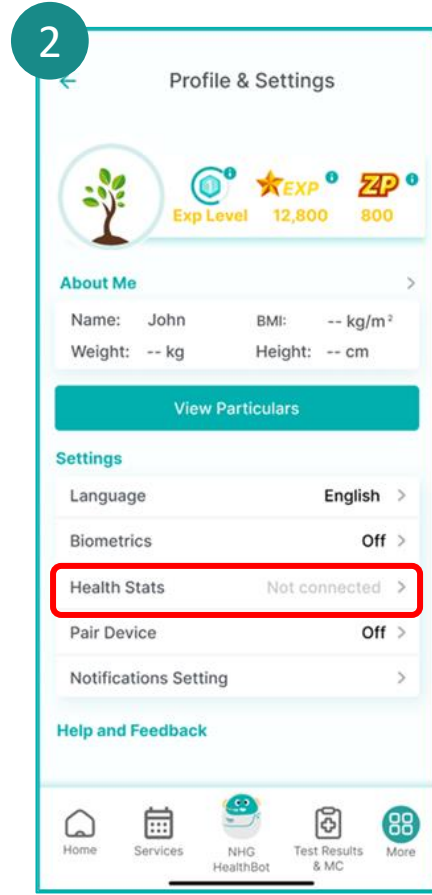 2
Profile & Settings
1
EXP ZP
Exp Level 12,800 800
About Me
Name: John BMI: -- kg/m²
Weight: -- kg Height: -- cm
View Particulars
Settings
Language English
Biometrics Off
Health Stats Not connected
Pair Device Off
Notifications Setting
Help and Feedback
Home Services NHG HealthBot Test Results & MC More